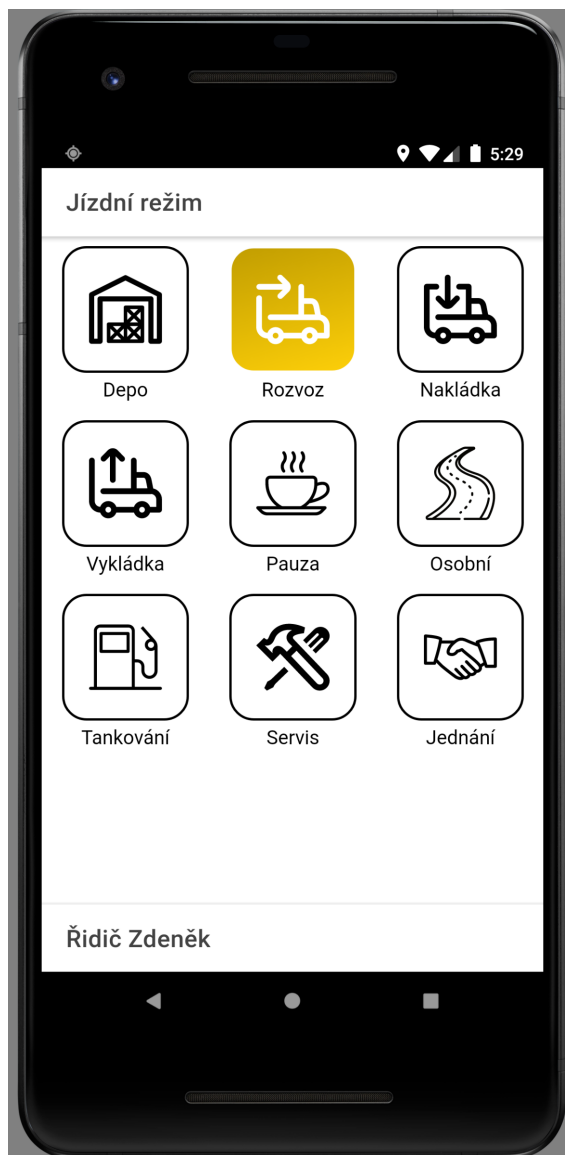 5:29
Jízdní režim
Depo Rozvoz Nakládka
Vykládka Pauza Osobní
Tankování Servis Jednání
Řidič Zdeněk